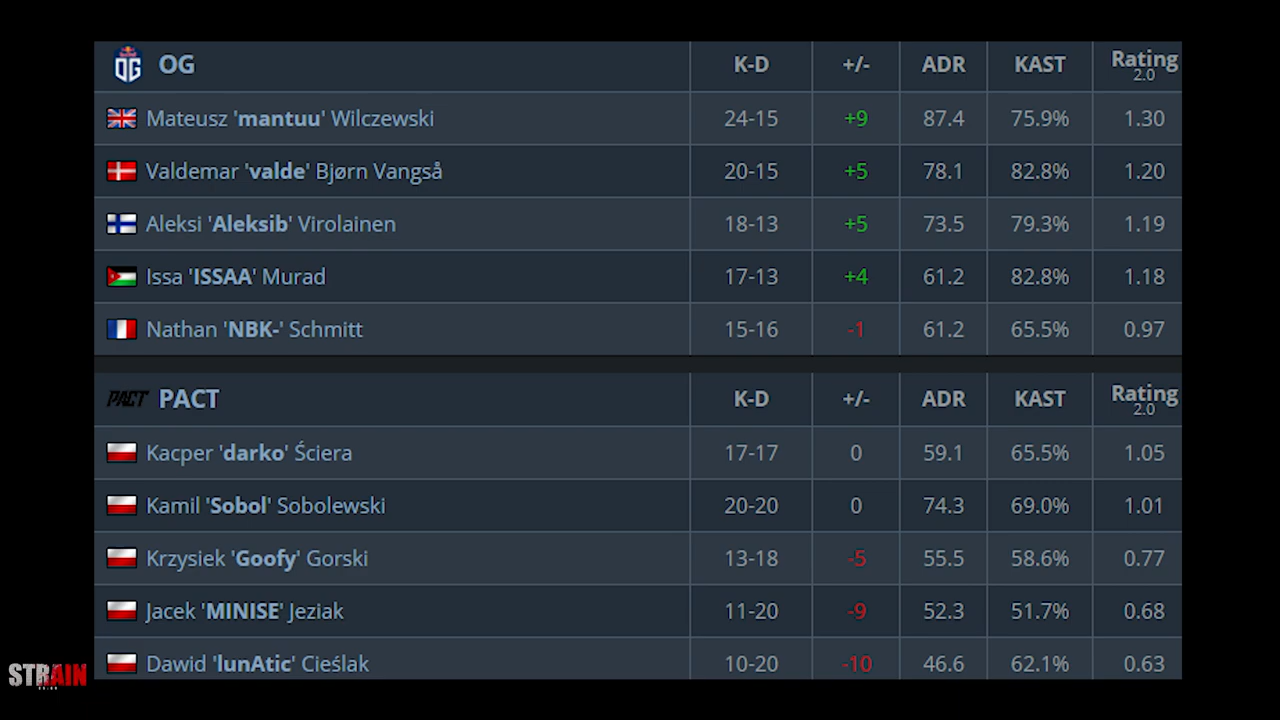 OG K-D +/- ADR KAST Rating 2.0
Mateusz 'mantuu' Wilczewski 24-15 +9 87.4 75.9% 1.30
Valdemar 'valde' Bjørn Vangså 20-15 +5 78.1 82.8% 1.20
Aleksi 'Aleksib' Virolainen 18-13 +5 73.5 79.3% 1.19
Issa 'ISSAA' Murad 17-13 +4 61.2 82.8% 1.18
Nathan 'NBK-' Schmitt 15-16 -1 61.2 65.5% 0.97
PACT PACT K-D +/- ADR KAST Rating 2.0
Kacper 'darko' Ściera 17-17 0 59.1 65.5% 1.05
Kamil 'Sobol' Sobolewski 20-20 0 74.3 69.0% 1.01
Krzysiek 'Goofy' Gorski 13-18 -5 55.5 58.6% 0.77
Jacek 'MINISE' Jeziak 11-20 -9 52.3 51.7% 0.68
Dawid 'lunAtic' Cieślak 10-20 -10 46.6 62.1% 0.63
STRAIN